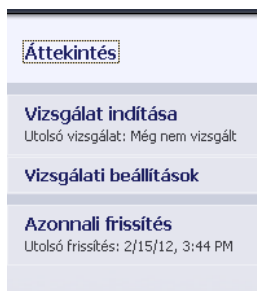 Áttekintés
Vizsgálat indítása
Utolsó vizsgálat: Még nem vizsgált
Vizsgálati beállítások
Azonnali frissítés
Utolsó frissítés: 2/15/12, 3:44 PM